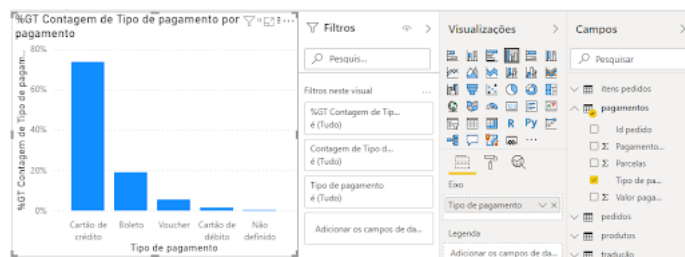 %GT Contagem de Tipo de pagamento por
pagamento
%GT Contagem de Tipo de pagam...
80%
60%
40%
20%
0%
Cartão de crédito
Boleto
Voucher
Cartão de débito
Não definido
Tipo de pagamento
Filtros
Pesquis...
Filtros neste visual
...
%GT Contagem de Tip...
é (Tudo)
Contagem de Tipo d...
é (Tudo)
Tipo de pagamento
é (Tudo)
Adicionar os campos de da...
Visualizações
R Py
...
Eixo
Tipo de pagamento
Legenda
Adicionar os campos de da...
Campos
Pesquisar
itens pedidos
pagamentos
Id pedido
Σ Pagamento...
Σ Parcelas
Tipo de pa...
Σ Valor paga...
pedidos
produtos
tradução